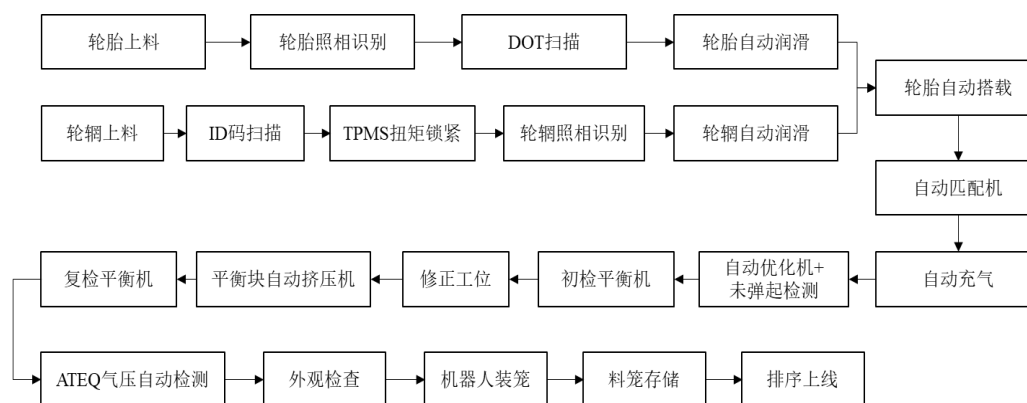 轮胎上料
轮胎照相识别
DOT扫描
轮胎自动润滑
轮胎自动搭载
轮辋上料
ID码扫描
TPMS扭矩锁紧
轮辋照相识别
轮辋自动润滑
自动匹配机
复检平衡机
平衡块自动挤压机
修正工位
初检平衡机
自动优化机+
未弹起检测
自动充气
ATEQ气压自动检测
外观检查
机器人装笼
料笼存储
排序上线